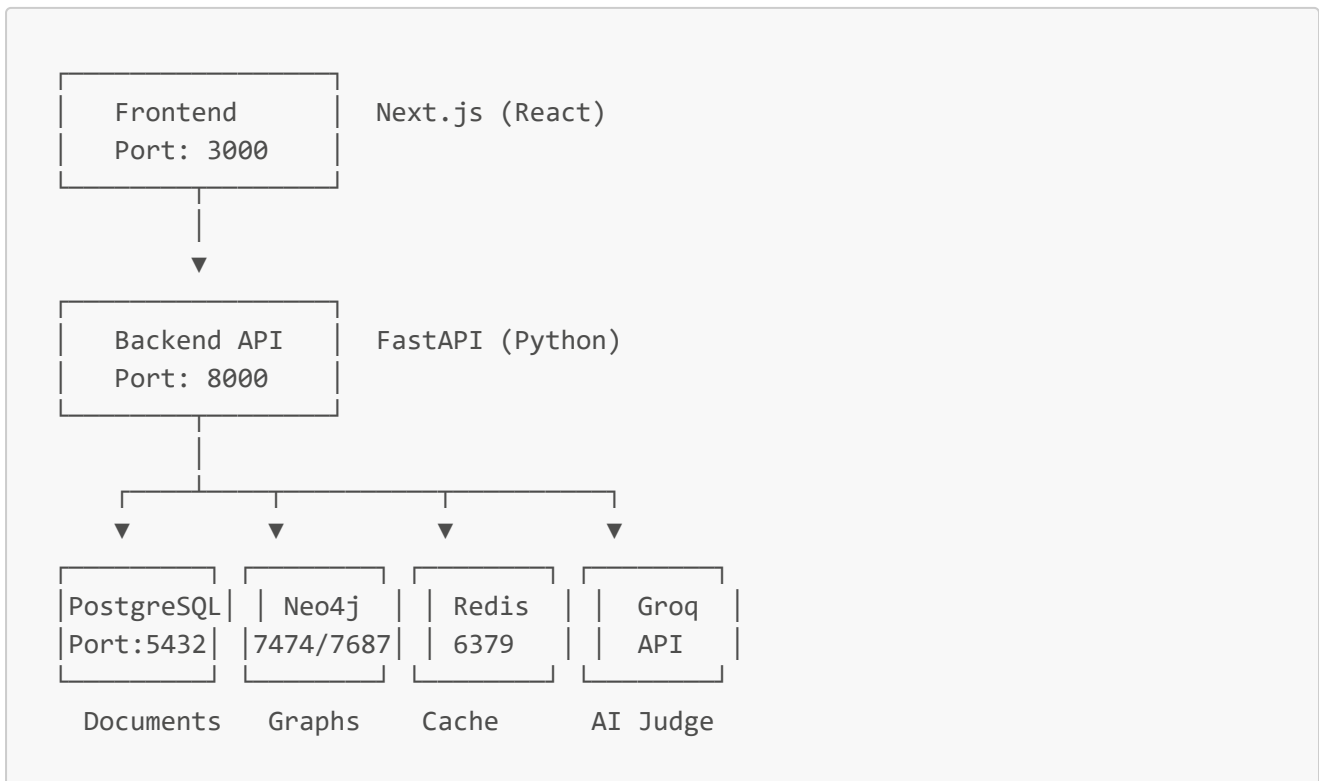 Frontend Next.js (React)
Port: 3000
Backend API FastAPI (Python)
Port: 8000
PostgreSQL Neo4j Redis Groq
Port:5432 7474/7687 6379 API
Documents Graphs Cache AI Judge